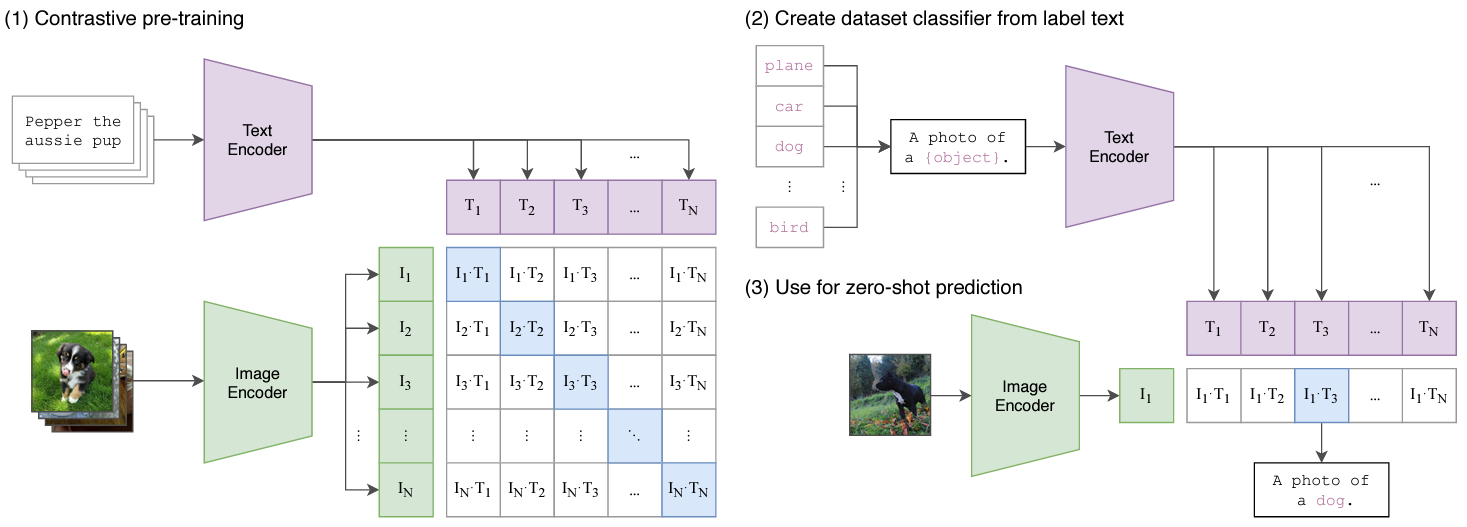 (1) Contrastive pre-training
Pepper the
aussie pup
Text
Encoder
...
T1 T2 T3 ... TN
Image
Encoder
I1 I1·T1 I1·T2 I1·T3 ... I1·TN
I2 I2·T1 I2·T2 I2·T3 ... I2·TN
I3 I3·T1 I3·T2 I3·T3 ... I3·TN
⋮ ⋮ ⋮ ⋮ ⋮ ⋱ ⋮
IN IN·T1 IN·T2 IN·T3 ... IN·TN
(2) Create dataset classifier from label text
plane
car
dog
⋮ ⋮
bird
A photo of
a {object}.
Text
Encoder
...
T1 T2 T3 ... TN
(3) Use for zero-shot prediction
Image
Encoder
I1 I1·T1 I1·T2 I1·T3 ... I1·TN
A photo of
a dog.